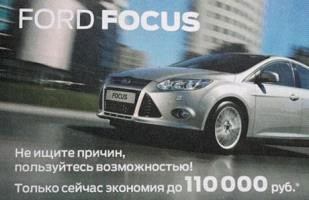 FORD FOCUS
FOCUS
Не ищите причин,
пользуйтесь возможностью!
Только сейчас экономия до 110 000 руб.*